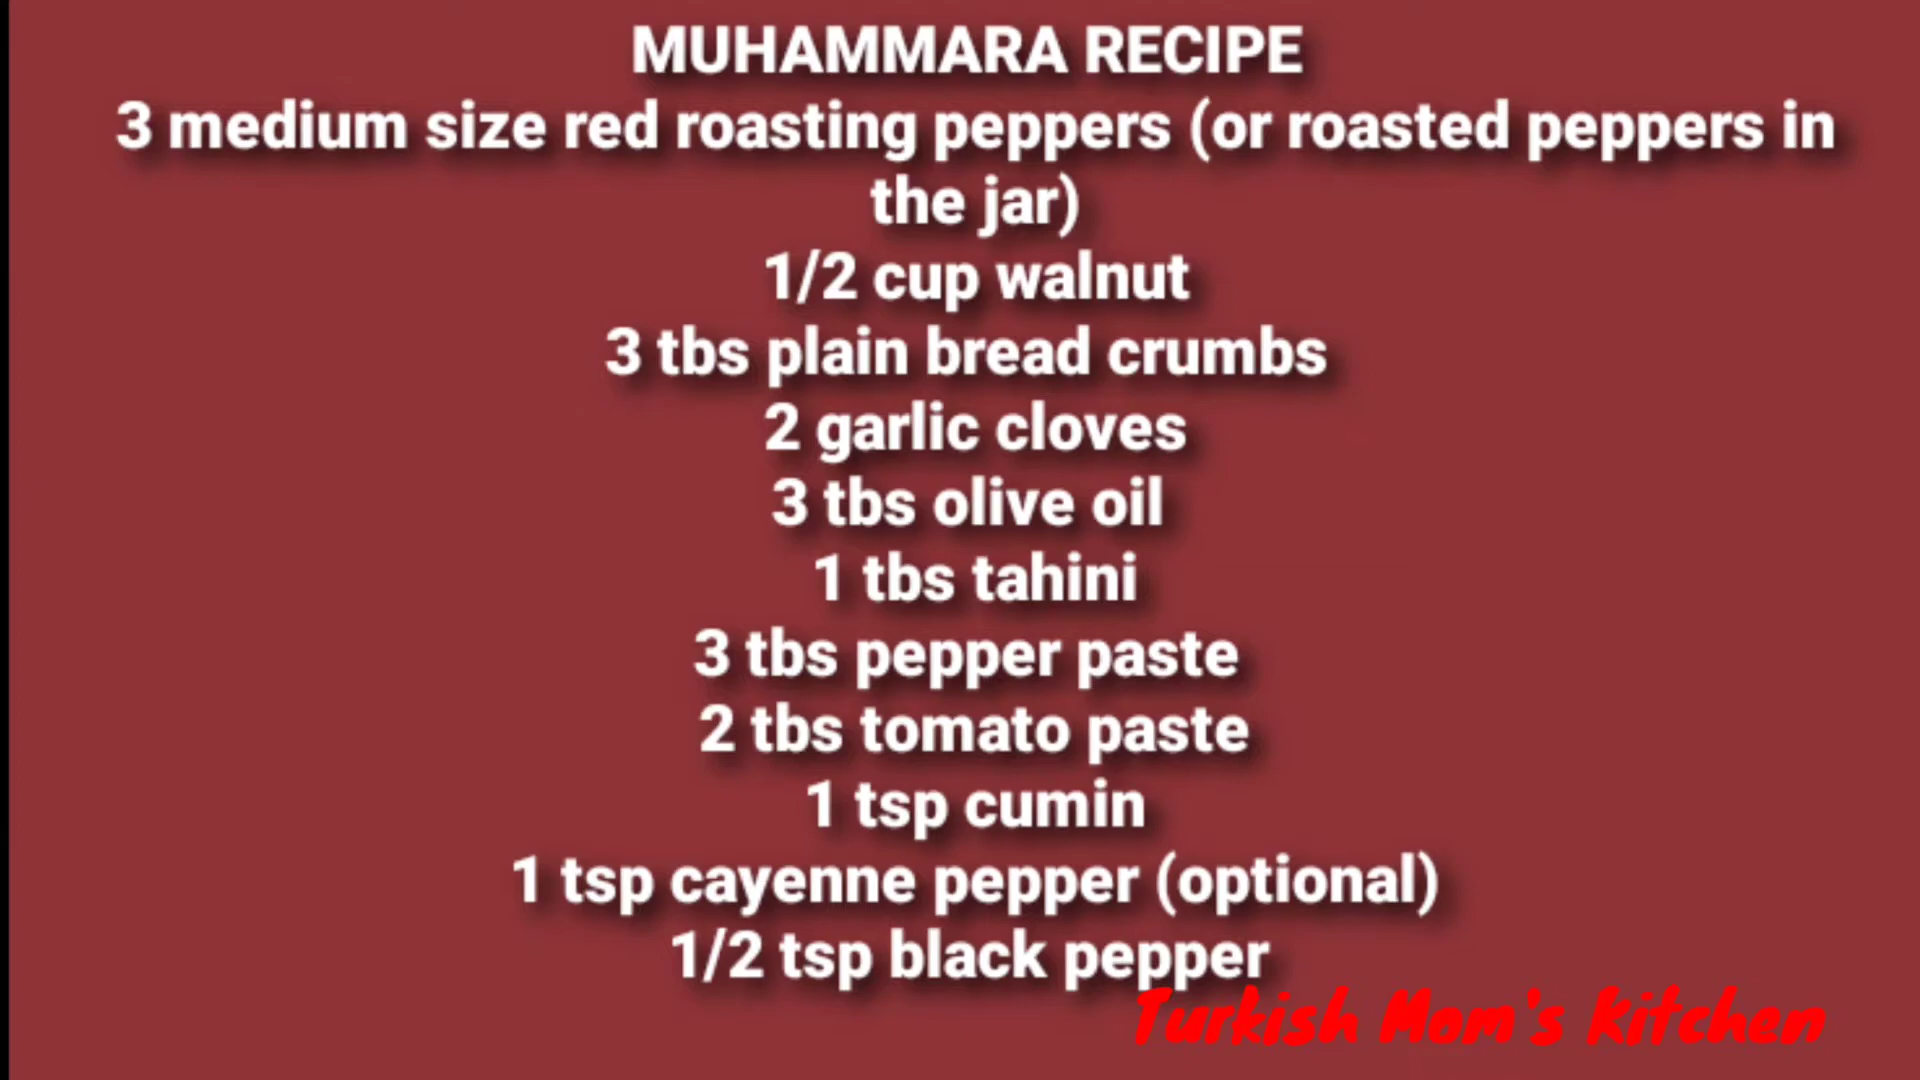 MUHAMMARA RECIPE
3 medium size red roasting peppers (or roasted peppers in
the jar)
1/2 cup walnut
3 tbs plain bread crumbs
2 garlic cloves
3 tbs olive oil
1 tbs tahini
3 tbs pepper paste
2 tbs tomato paste
1 tsp cumin
1 tsp cayenne pepper (optional)
1/2 tsp black pepper
Turkish Mom's Kitchen